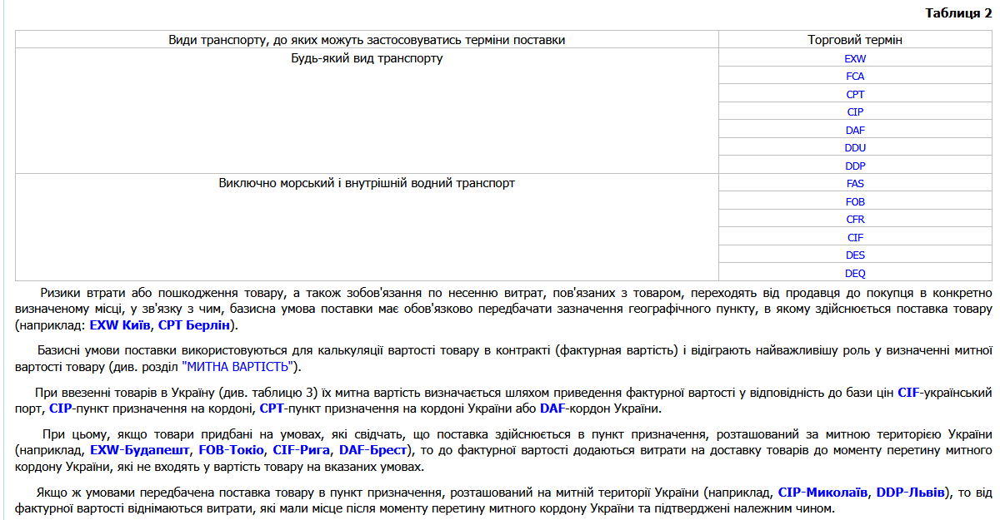 Таблиця 2
Види транспорту, до яких можуть застосовуватись терміни поставки
Торговий термін
Будь-який вид транспорту
EXW
FCA
CPT
CIP
DAF
DDU
DDP
Виключно морський і внутрішній водний транспорт
FAS
FOB
CFR
CIF
DES
DEQ
Ризики втрати або пошкодження товару, а також зобов'язання по несенню витрат, пов'язаних з товаром, переходять від продавця до покупця в конкретно
визначеному місці, у зв'язку з чим, базисна умова поставки має обов'язково передбачати зазначення географічного пункту, в якому здійснюється поставка товару
(наприклад: EXW Київ, CPT Берлін).
Базисні умови поставки використовуються для калькуляції вартості товару в контракті (фактурная вартість) і відіграють найважливішу роль у визначенні митної
вартості товару (див. розділ "МИТНА ВАРТІСТЬ").
При ввезенні товарів в Україну (див. таблицю 3) їх митна вартість визначається шляхом приведення фактурної вартості у відповідність до бази цін CIF-український
порт, CIP-пункт призначення на кордоні, CPT-пункт призначення на кордоні України або DAF-кордон України.
При цьому, якщо товари придбані на умовах, які свідчать, що поставка здійснюється в пункт призначення, розташований за митною територією України
(наприклад, EXW-Будапешт, FOB-Токіо, CIF-Рига, DAF-Брест), то до фактурної вартості додаються витрати на доставку товарів до моменту перетину митного
кордону України, які не входять у вартість товару на вказаних умовах.
Якщо ж умовами передбачена поставка товару в пункт призначення, розташований на митній території України (наприклад, CIP-Миколаїв, DDP-Львів), то від
фактурної вартості віднімаються витрати, які мали місце після моменту перетину митного кордону України та підтверджені належним чином.